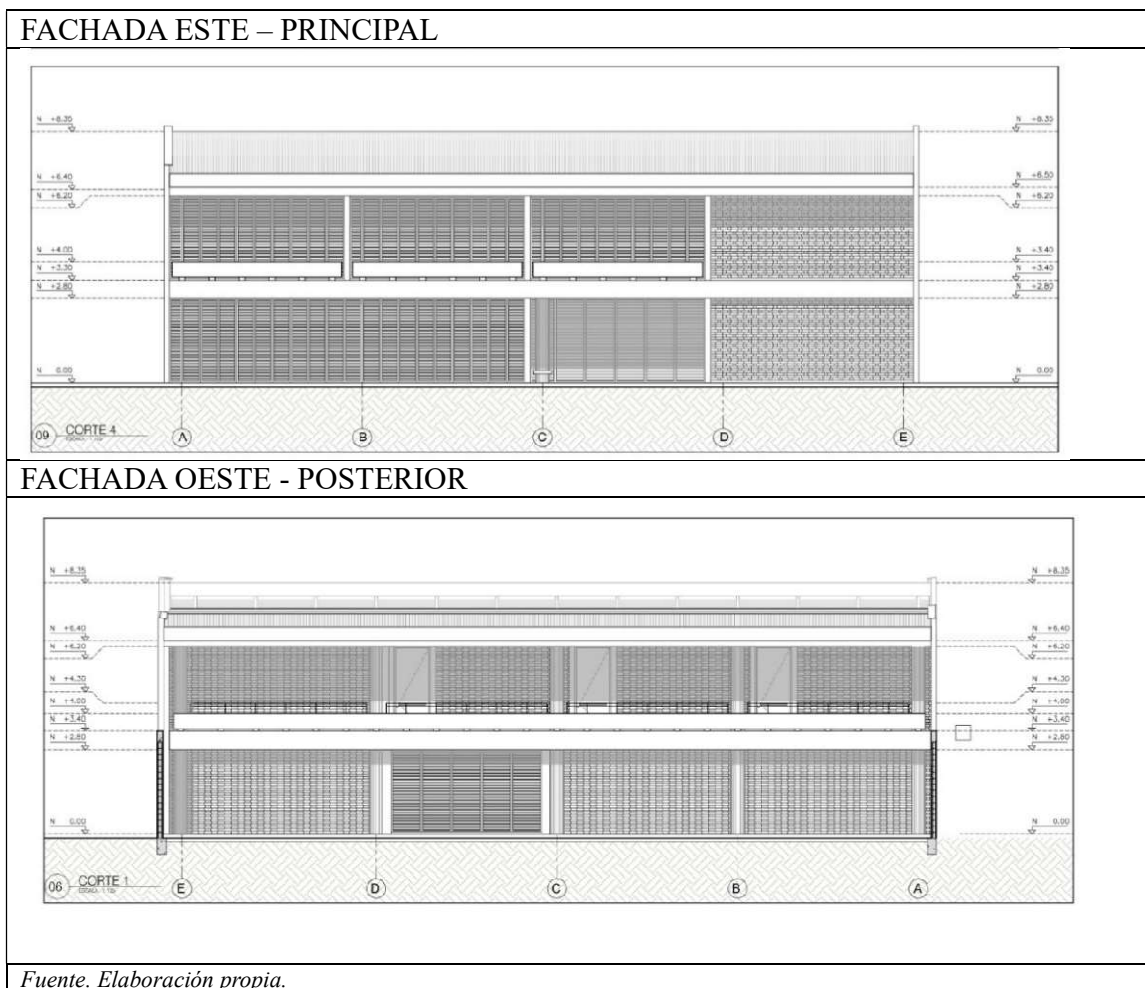 FACHADA ESTE – PRINCIPAL
N +8.35
N +8.35
N +6.40
N +6.50
N +6.20
N +6.20
N +4.00
N +3.40
N +3.30
N +3.40
N +2.80
N +2.80
N 0.00
N 0.00
09 CORTE 4
A B C D E
FACHADA OESTE - POSTERIOR
N +8.35
N +8.35
N +6.40
N +6.40
N +6.20
N +6.20
N +4.30
N +4.30
N +4.00
N +4.00
N +3.40
N +3.40
N +2.80
N +2.80
N 0.00
N 0.00
06 CORTE 1
E D C B A
Fuente. Elaboración propia.